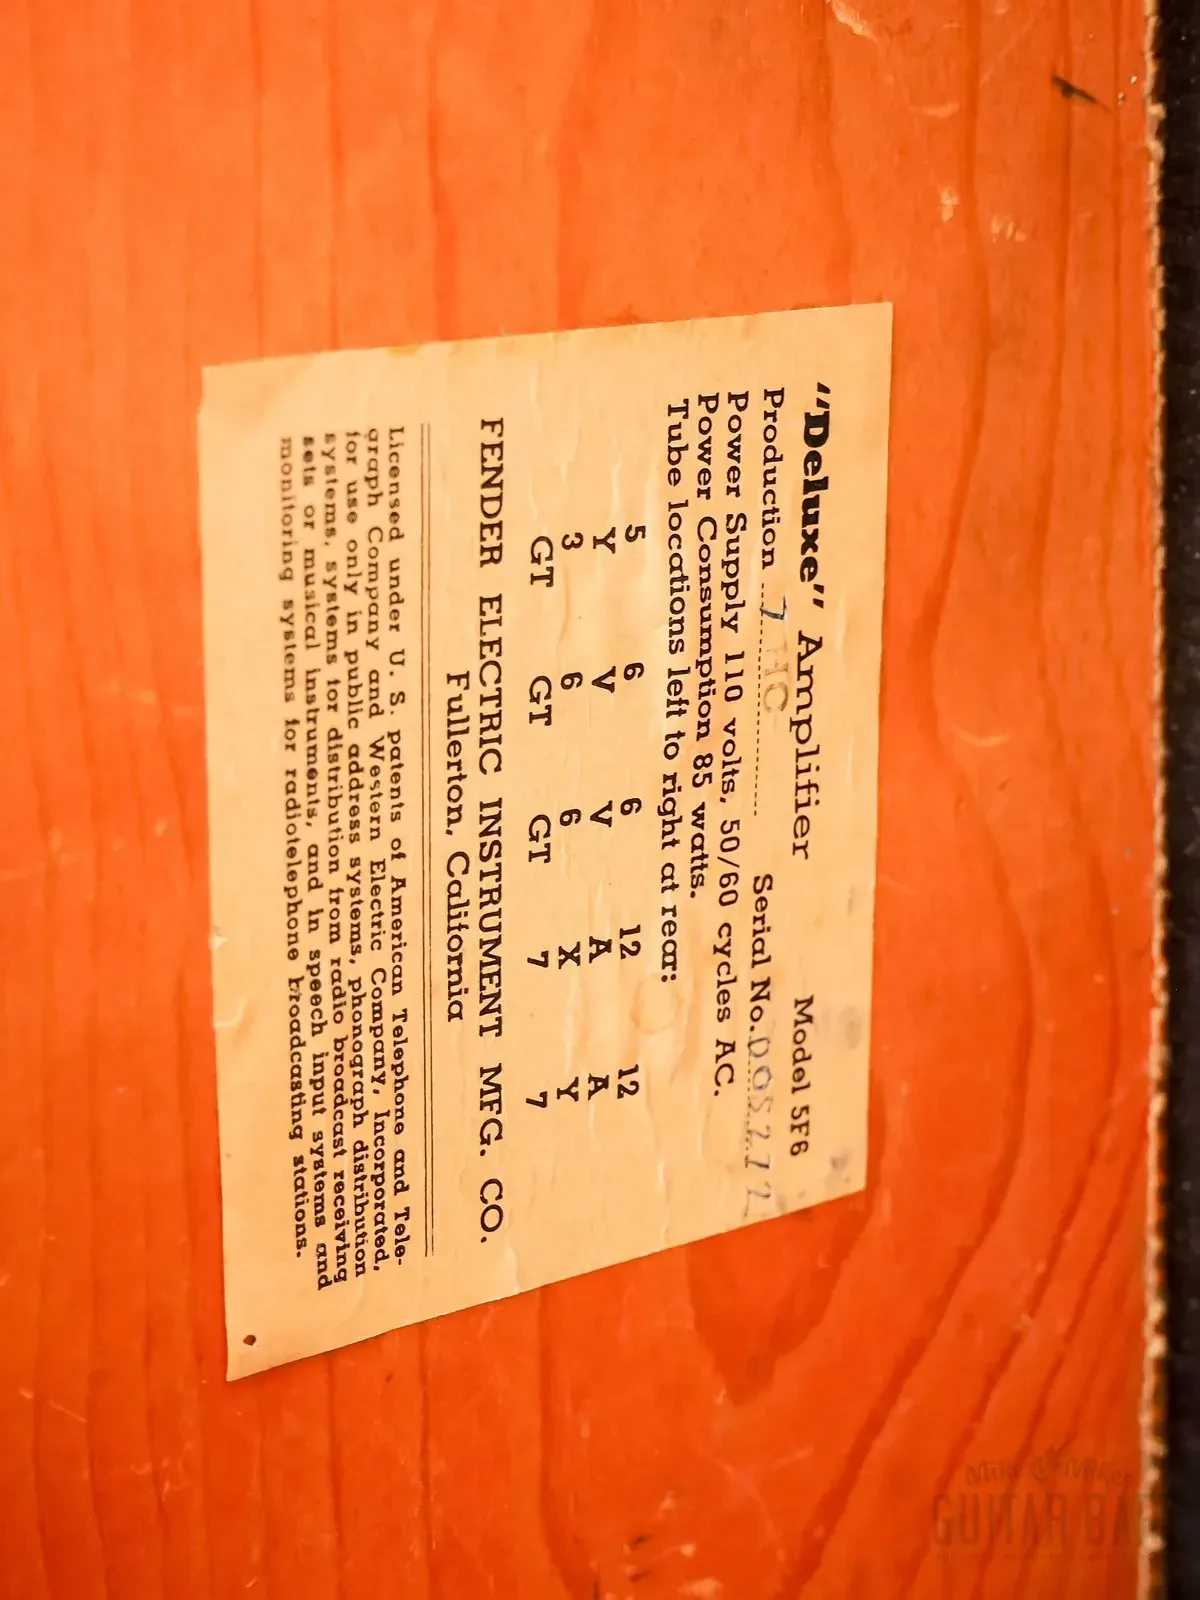 "Deluxe" Amplifier Model 5F6
Production 7 HC Serial No. D05272
Power Supply 110 volts, 50/60 cycles AC.
Power Consumption 85 watts.
Tube locations left to right at rear:
5 6 6 12 12
Y V V A A
3 6 6 X Y
GT GT GT 7 7
FENDER ELECTRIC INSTRUMENT MFG. CO.
Fullerton, California
Licensed under U. S. patents of American Telephone and Tele-
graph Company and Western Electric Company, Incorporated,
for use only in public address systems, phonograph distribution
systems, systems for distribution from radio broadcast receiving
sets or musical instruments, and in speech input systems and
monitoring systems for radiotelephone broadcasting stations.
Mike & Mike's
GUITAR BAR